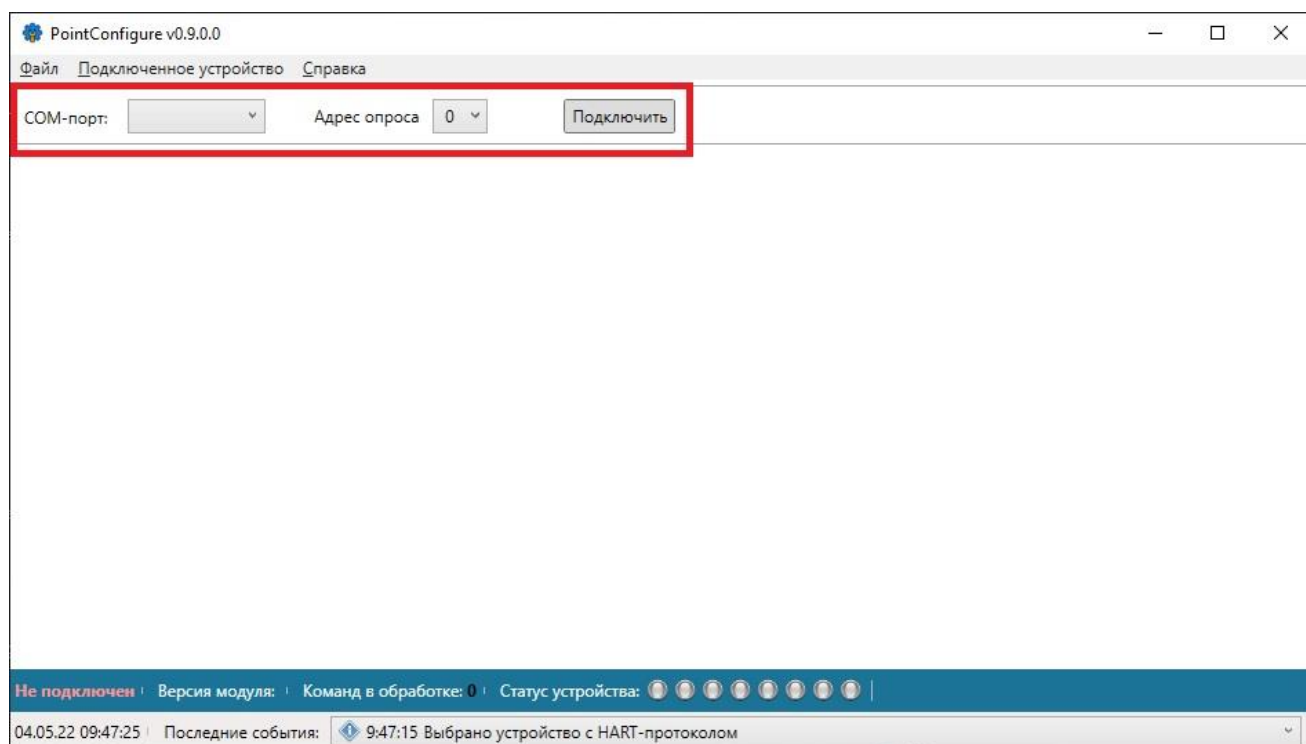 PointConfigure v0.9.0.0
Файл Подключенное устройство Справка
COM-порт: Адрес опроса 0 Подключить
Не подключен Версия модуля: Команд в обработке: 0 Статус устройства:
04.05.22 09:47:25 Последние события: 9:47:15 Выбрано устройство с HART-протоколом